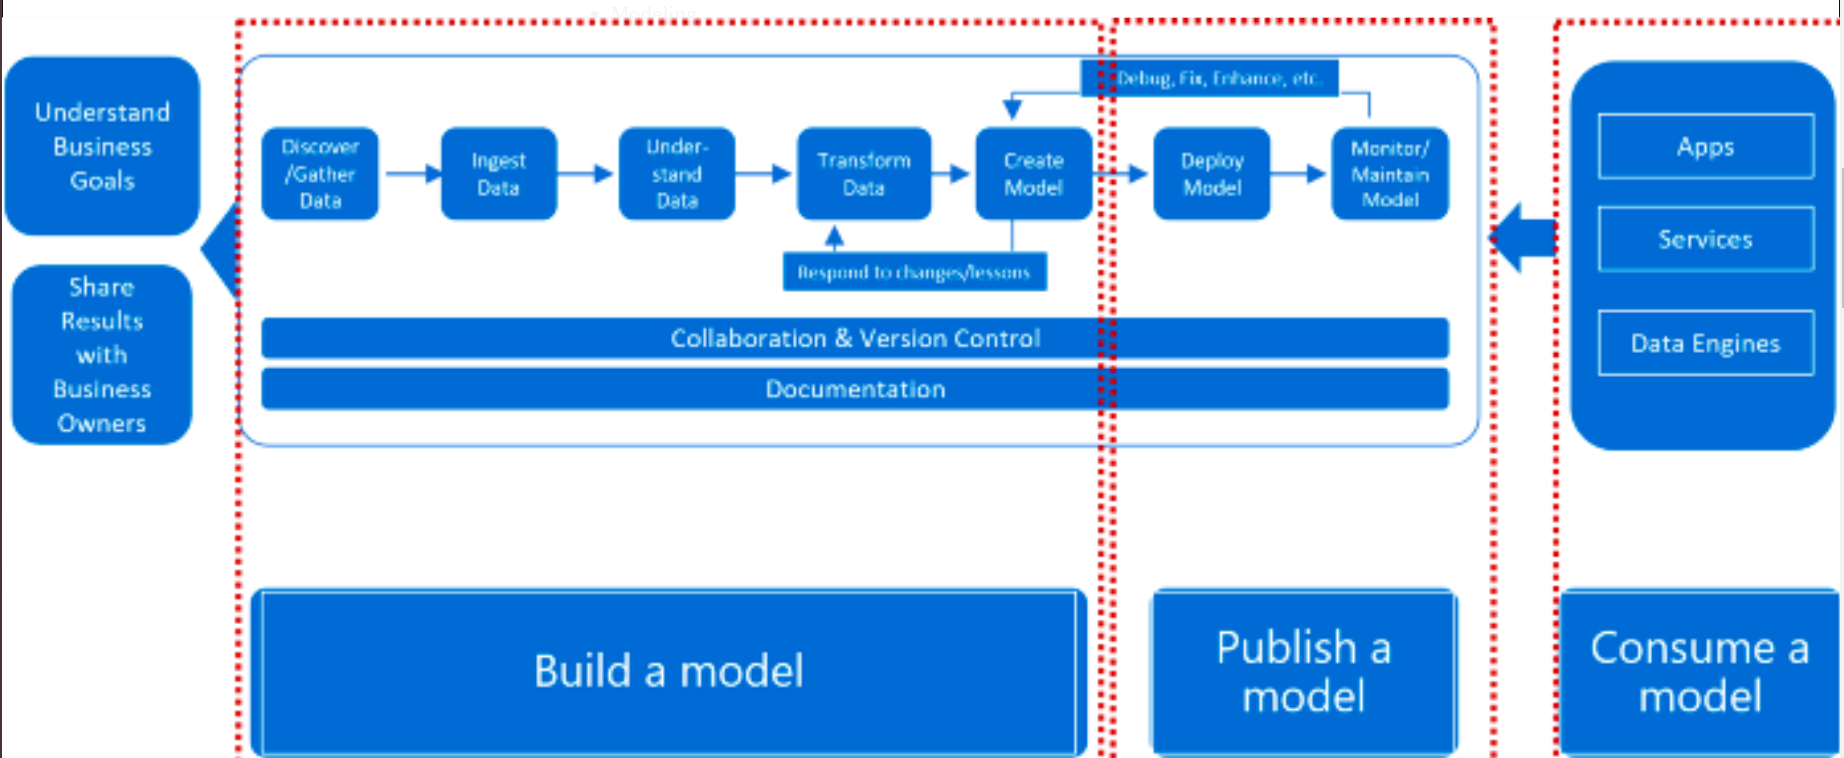 Modeling
Understand
Business
Goals
Share
Results
with
Business
Owners
Debug, Fix, Enhance, etc.
Discover
/Gather
Data
Ingest
Data
Under-
stand
Data
Transform
Data
Create
Model
Deploy
Model
Monitor/
Maintain
Model
Respond to changes/lessons
Collaboration & Version Control
Documentation
Apps
Services
Data Engines
Build a model
Publish a
model
Consume a
model